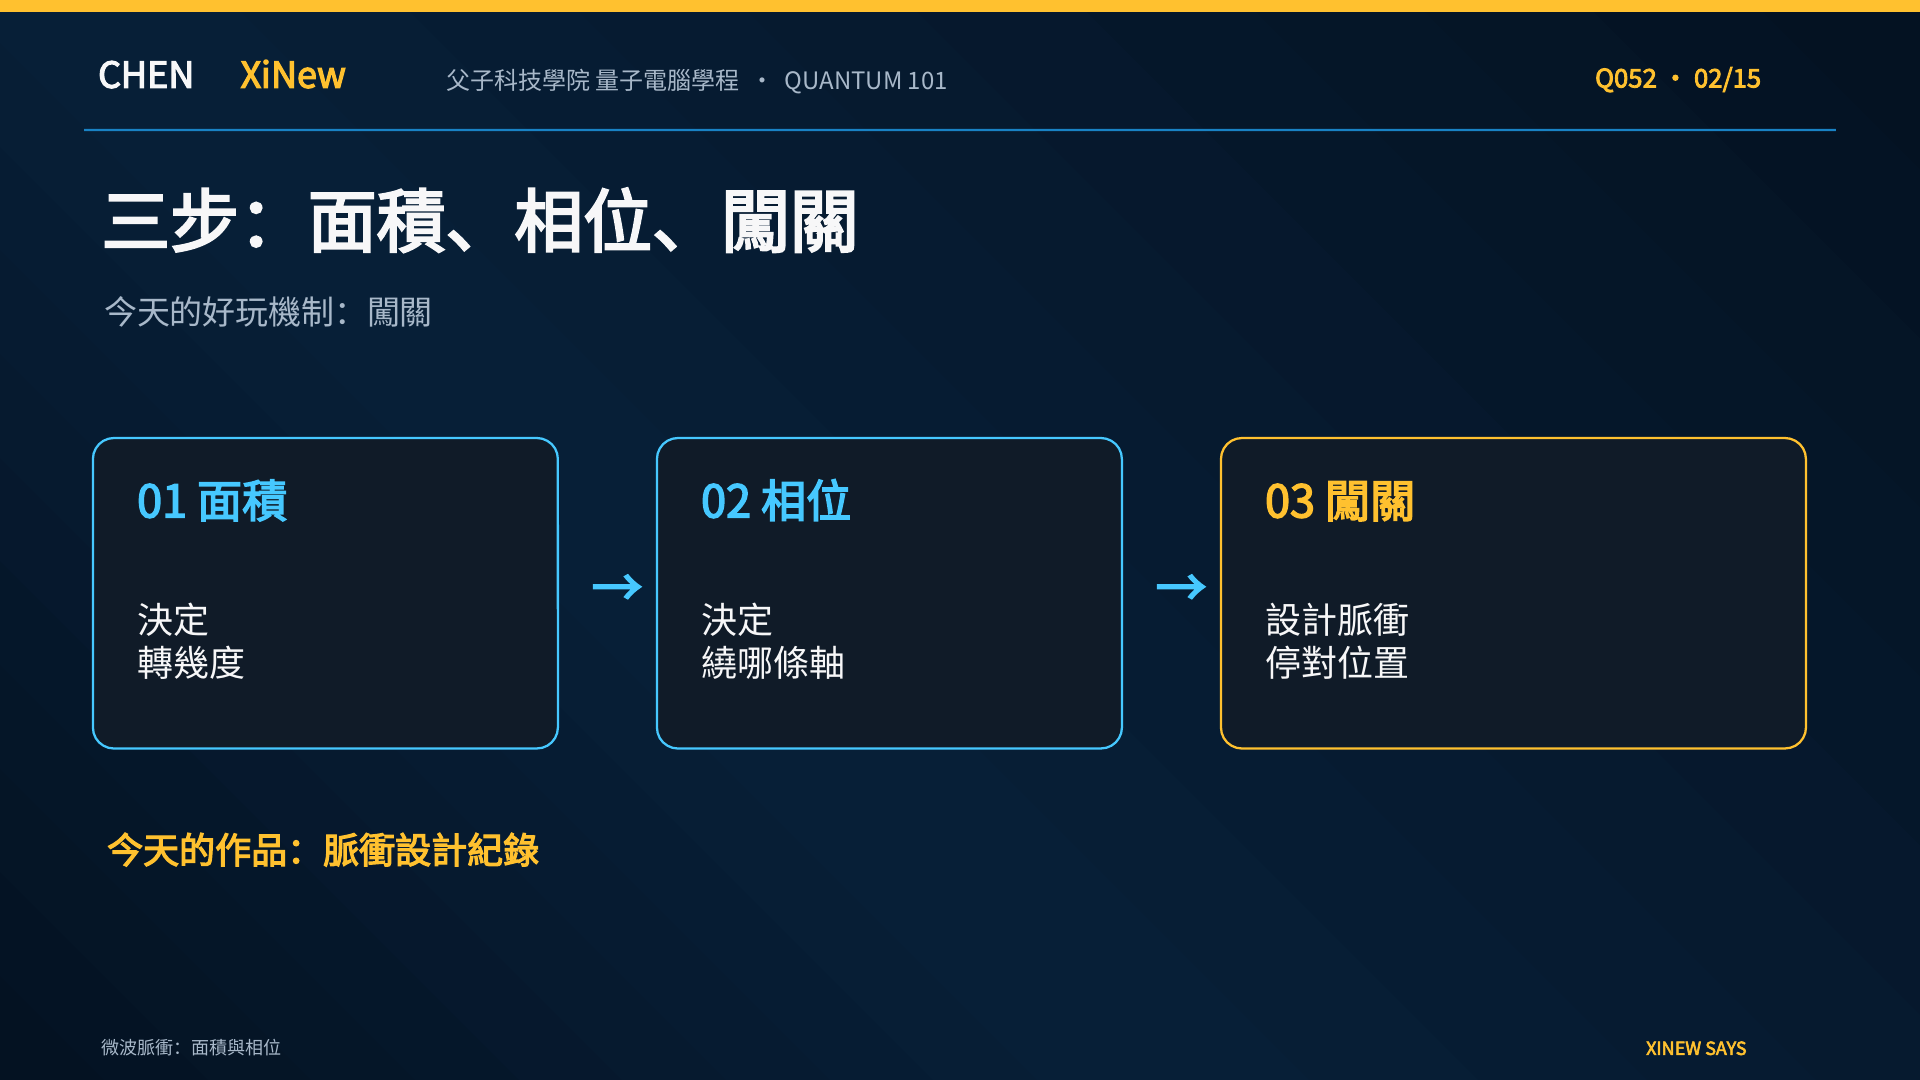 CHEN XiNew 父子科技學院 量子電腦學程 · QUANTUM 101 Q052 · 02/15
三步：面積、相位、闖關
今天的好玩機制：闖關
01 面積
決定
轉幾度
→
02 相位
決定
繞哪條軸
→
03 闖關
設計脈衝
停對位置
今天的作品：脈衝設計紀錄
微波脈衝：面積與相位 XINEW SAYS